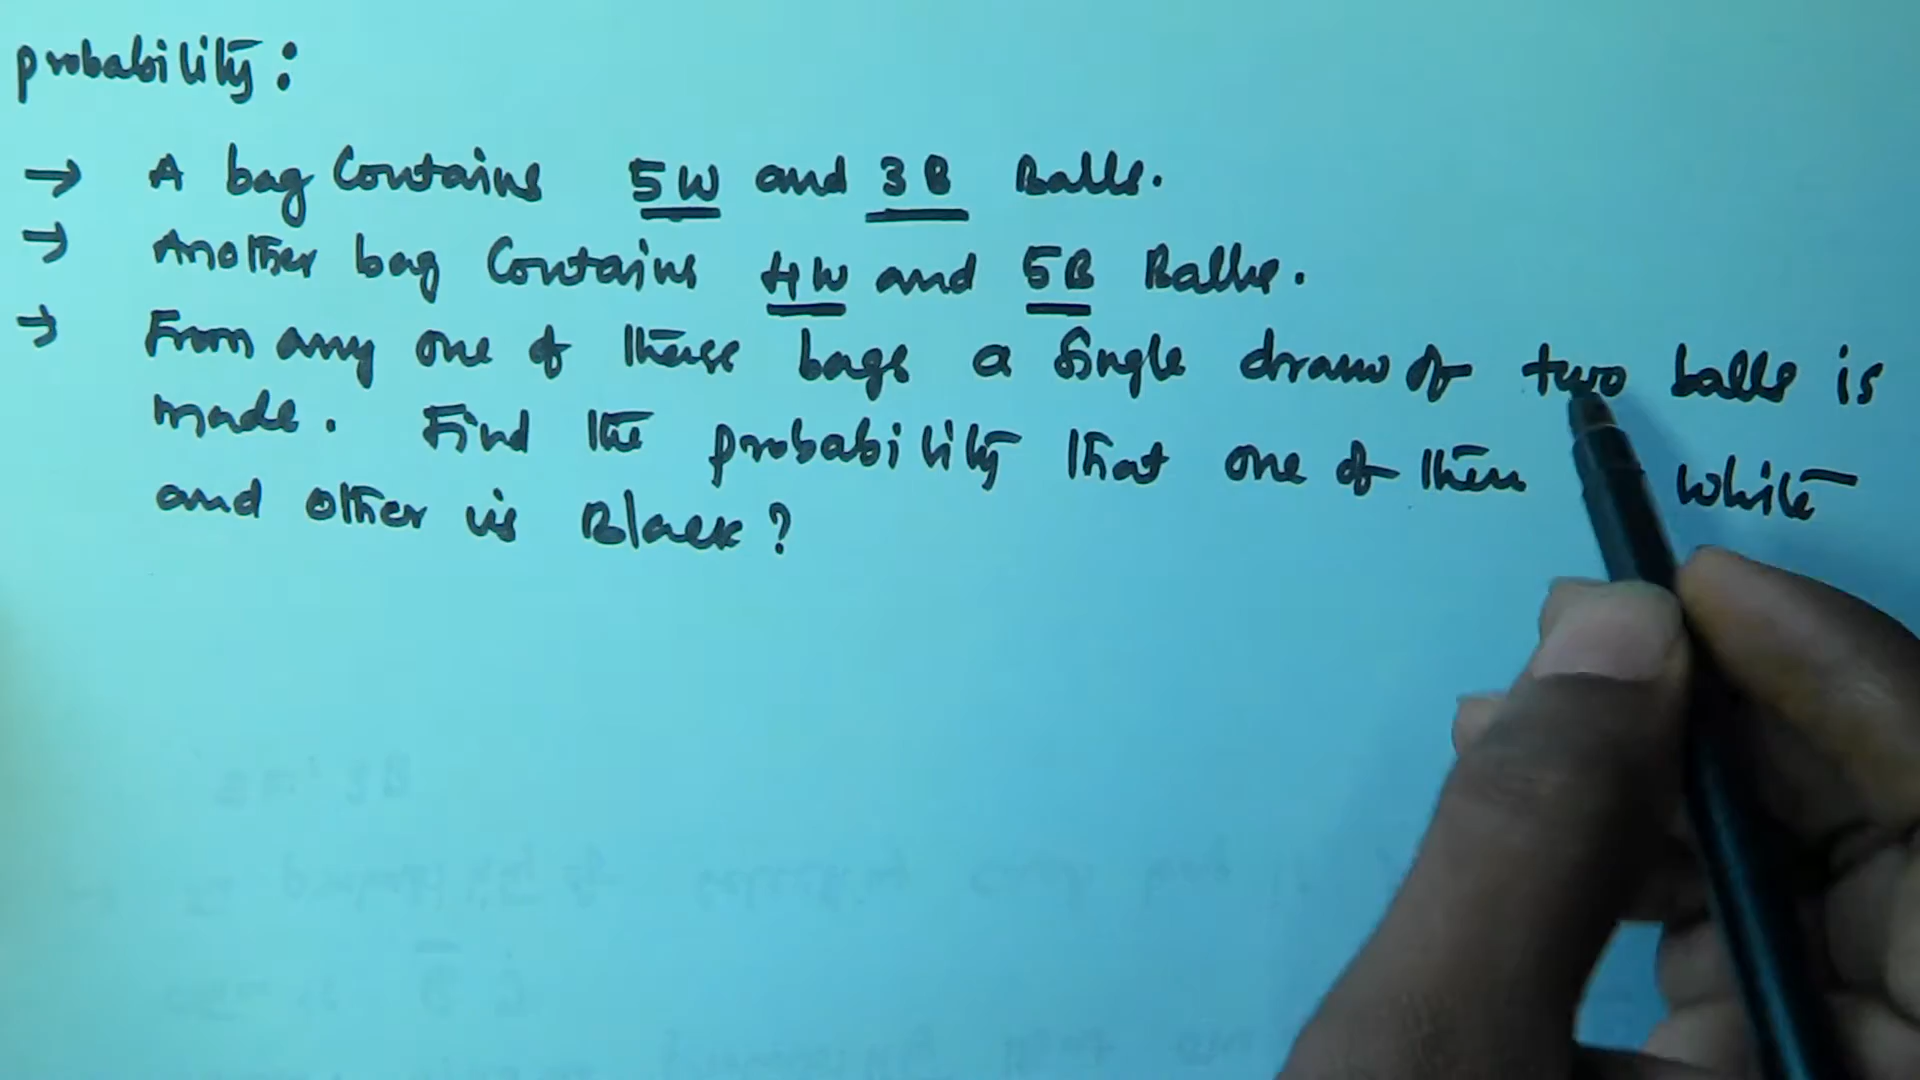 probability:
→ A bag Contains 5W and 3B Balls.
→ Another bag Contains 4W and 5B Balls.
→ From any one of these bags a single draw of two balls is
made. Find the probability that one of them white
and other is Black?